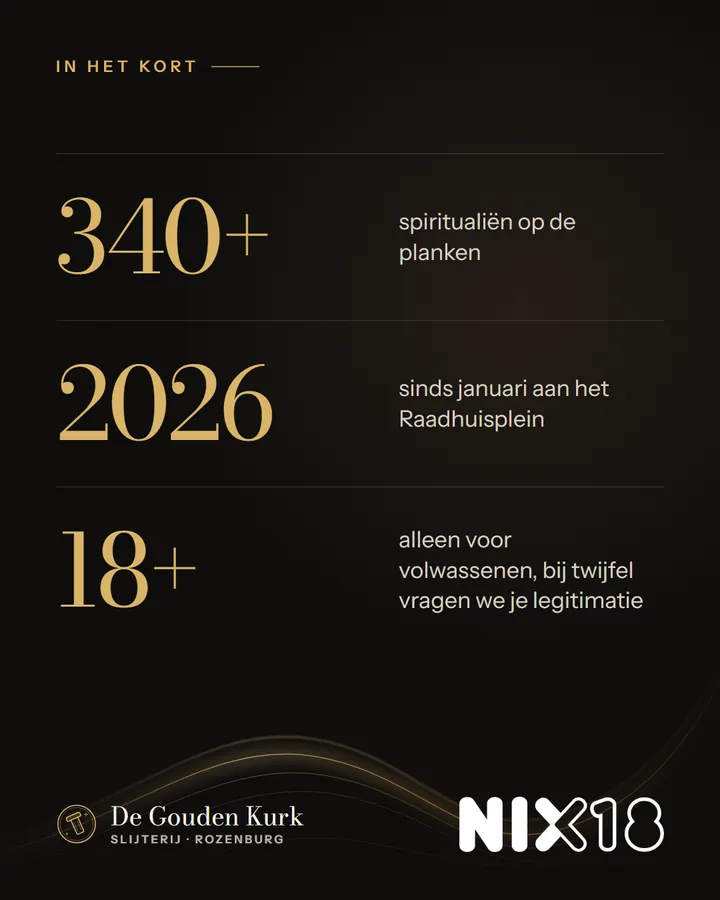 IN HET KORT
340+
spiritualiën op de
planken
2026
sinds januari aan het
Raadhuisplein
18+
alleen voor
volwassenen, bij twijfel
vragen we je legitimatie
De Gouden Kurk
SLIJTERIJ · ROZENBURG
NIX18